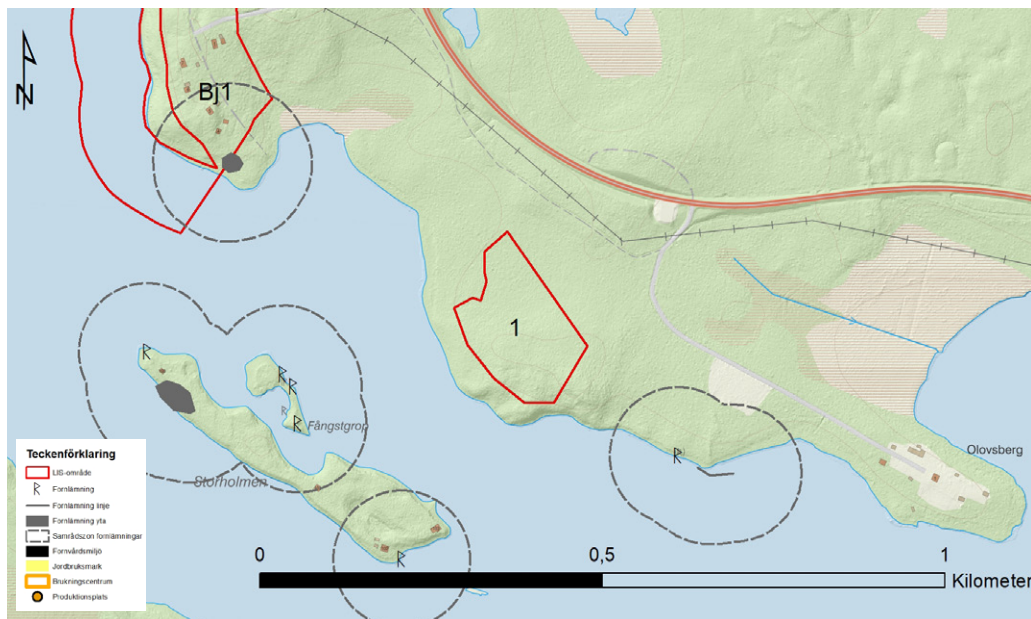 N
Bj1
1
Fångstgrop
Storholmen
Olovsberg
Teckenförklaring
LIS-område
R Fornlämning
Fornlämning linje
Fornlämning yta
Samrådszon fornlämningar
Fornvårdsmiljö
Jordbruksmark
Brukningscentrum
Produktionsplats
0 0,5 1
Kilometer